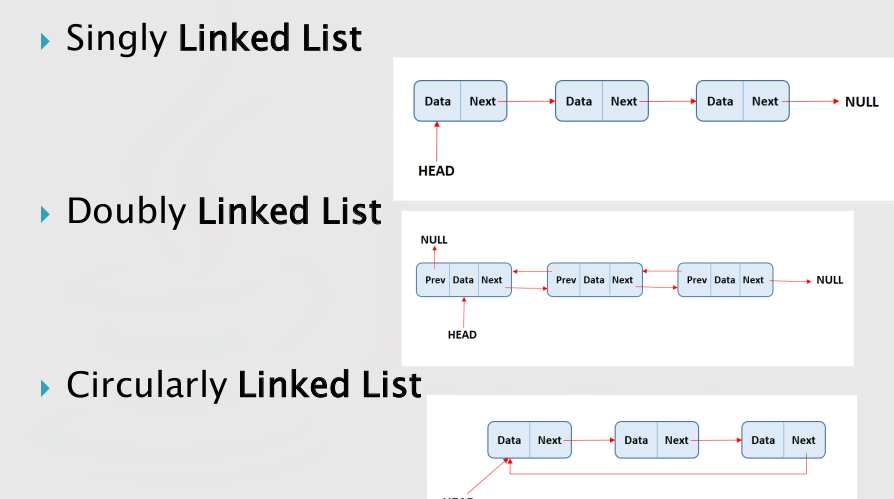 Singly Linked List
Data Next Data Next Data Next NULL
HEAD
Doubly Linked List
NULL
Prev Data Next Prev Data Next Prev Data Next NULL
HEAD
Circularly Linked List
Data Next Data Next Data Next
HEAD